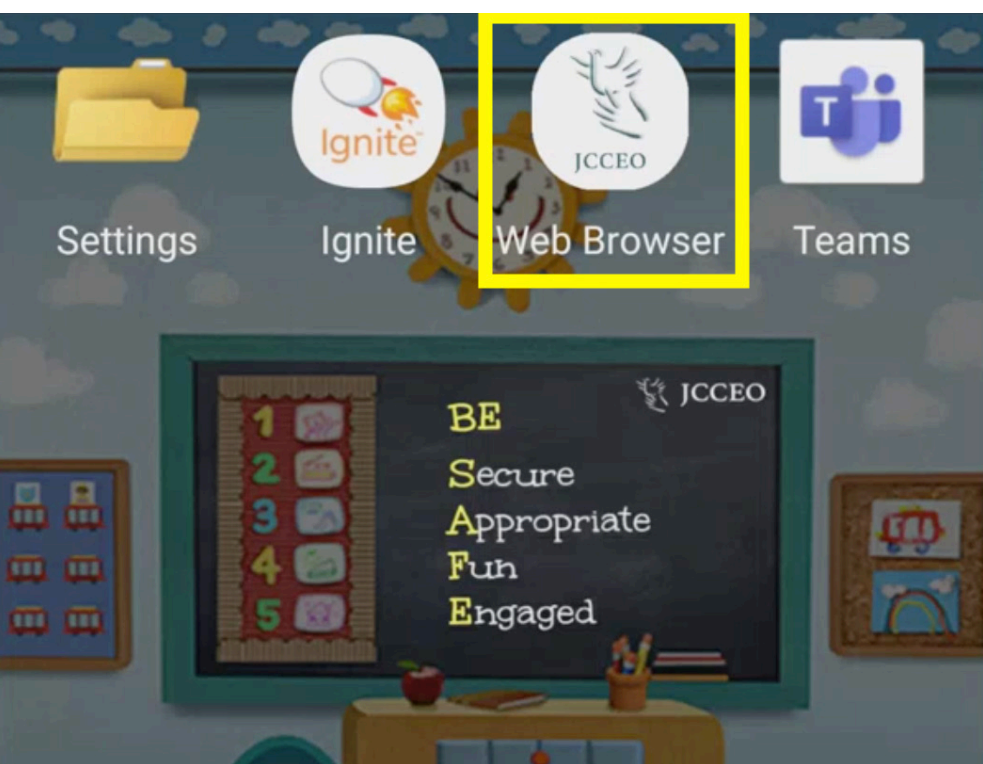 Ignite
JCCEO
T
Settings
Ignite
Web Browser
Teams
JCCEO
1
2
3
4
5
BE
Secure
Appropriate
Fun
Engaged